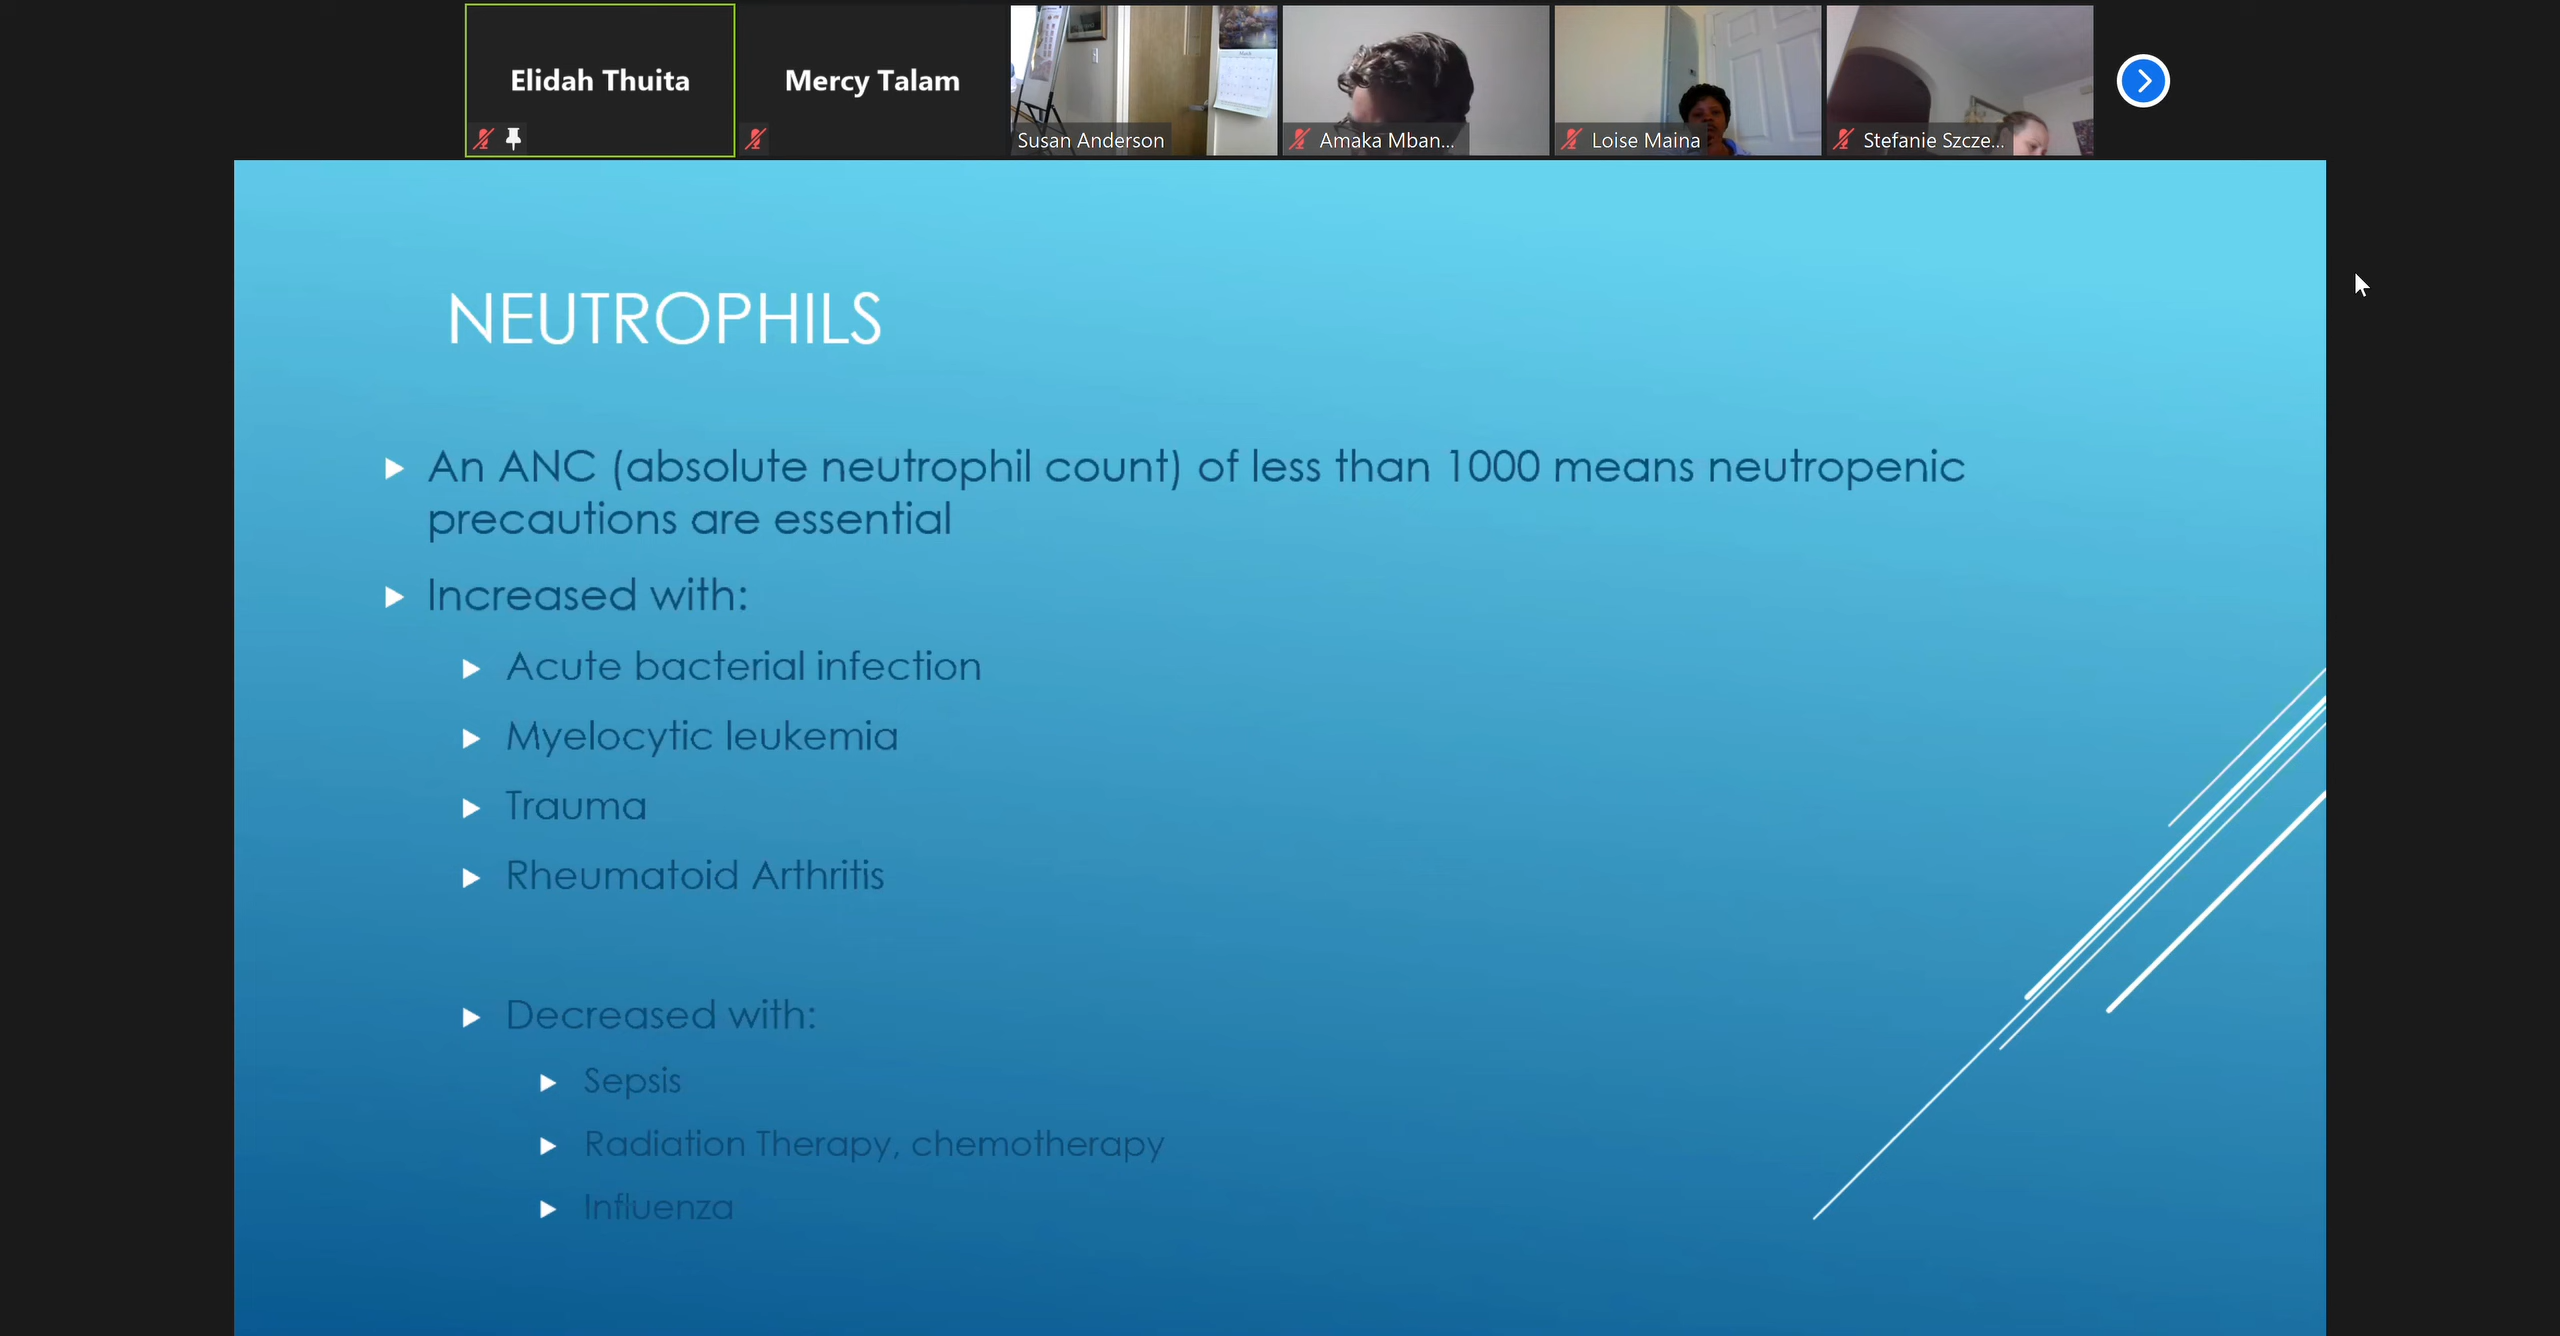 Elidah Thuita
Mercy Talam
Susan Anderson
Amaka Mban...
Loise Maina
Stefanie Szcze...
NEUTROPHILS
An ANC (absolute neutrophil count) of less than 1000 means neutropenic
precautions are essential
Increased with:
Acute bacterial infection
Myelocytic leukemia
Trauma
Rheumatoid Arthritis
Decreased with:
Sepsis
Radiation Therapy, chemotherapy
Influenza